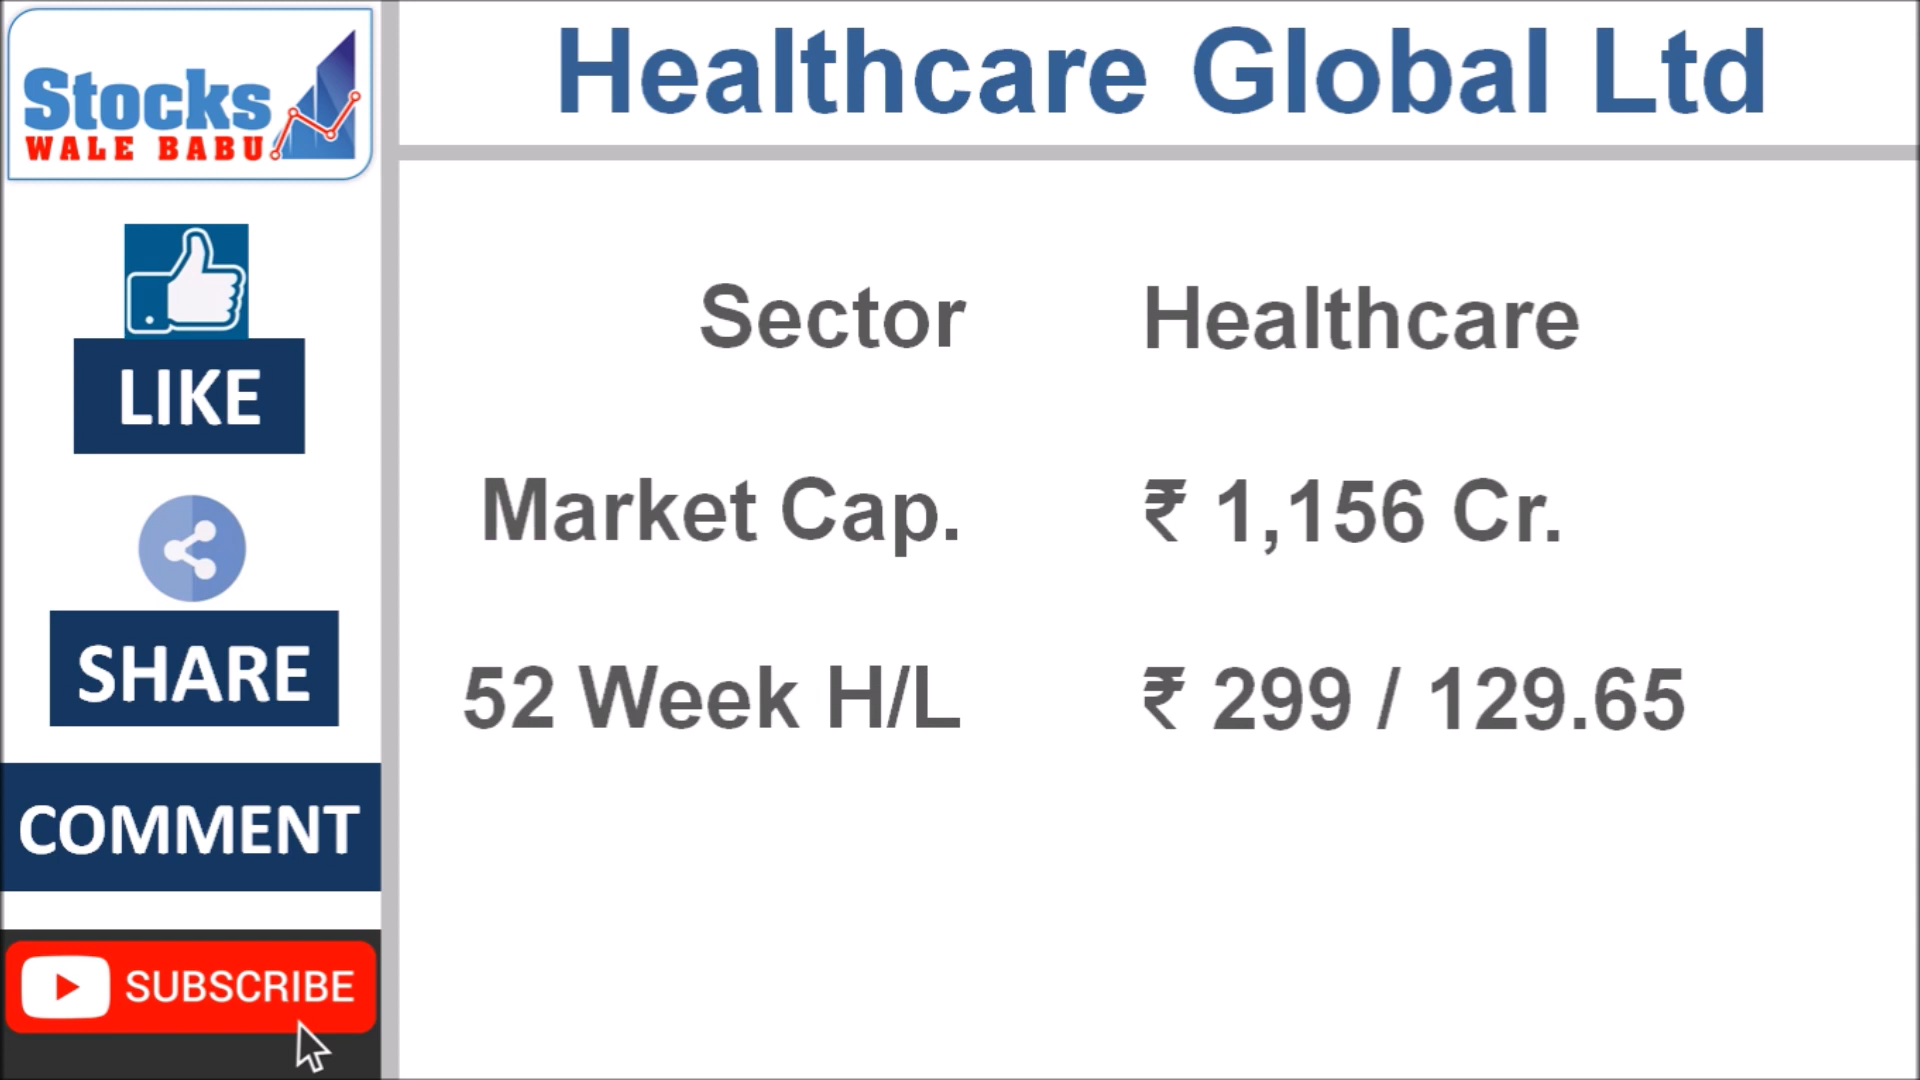 Stocks
WALE BABU
LIKE
SHARE
COMMENT
SUBSCRIBE
Healthcare Global Ltd
Sector Healthcare
Market Cap. ₹ 1,156 Cr.
52 Week H/L ₹ 299 / 129.65